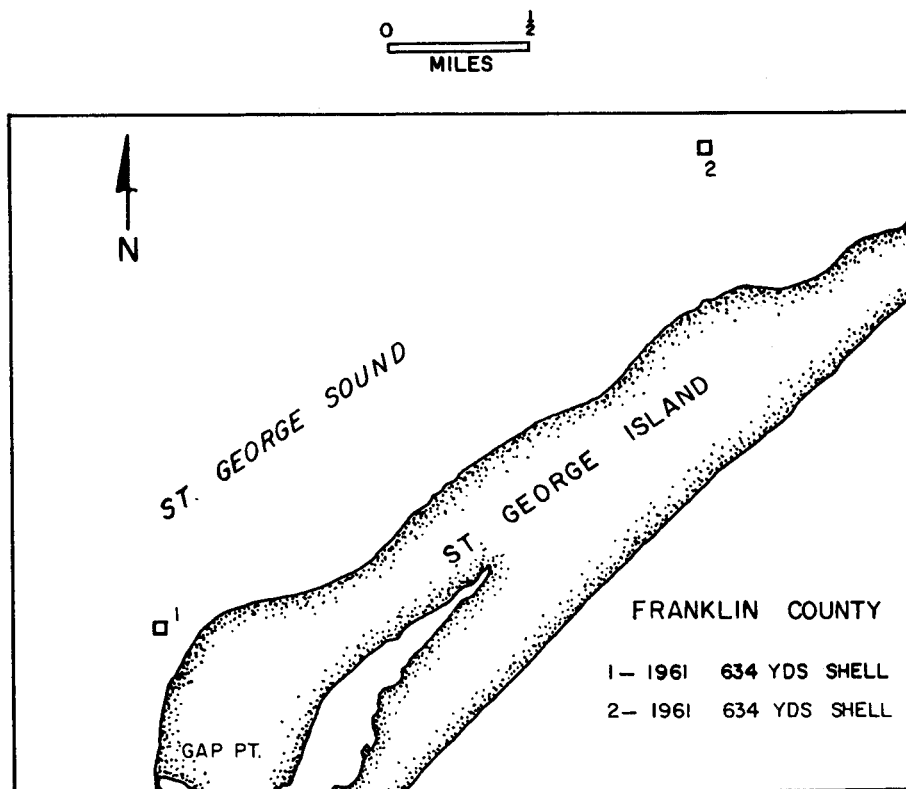 0 1/2
MILES
N
2
ST. GEORGE SOUND
ST. GEORGE ISLAND
1
GAP PT.
FRANKLIN COUNTY
1– 1961 634 YDS SHELL
2– 1961 634 YDS SHELL